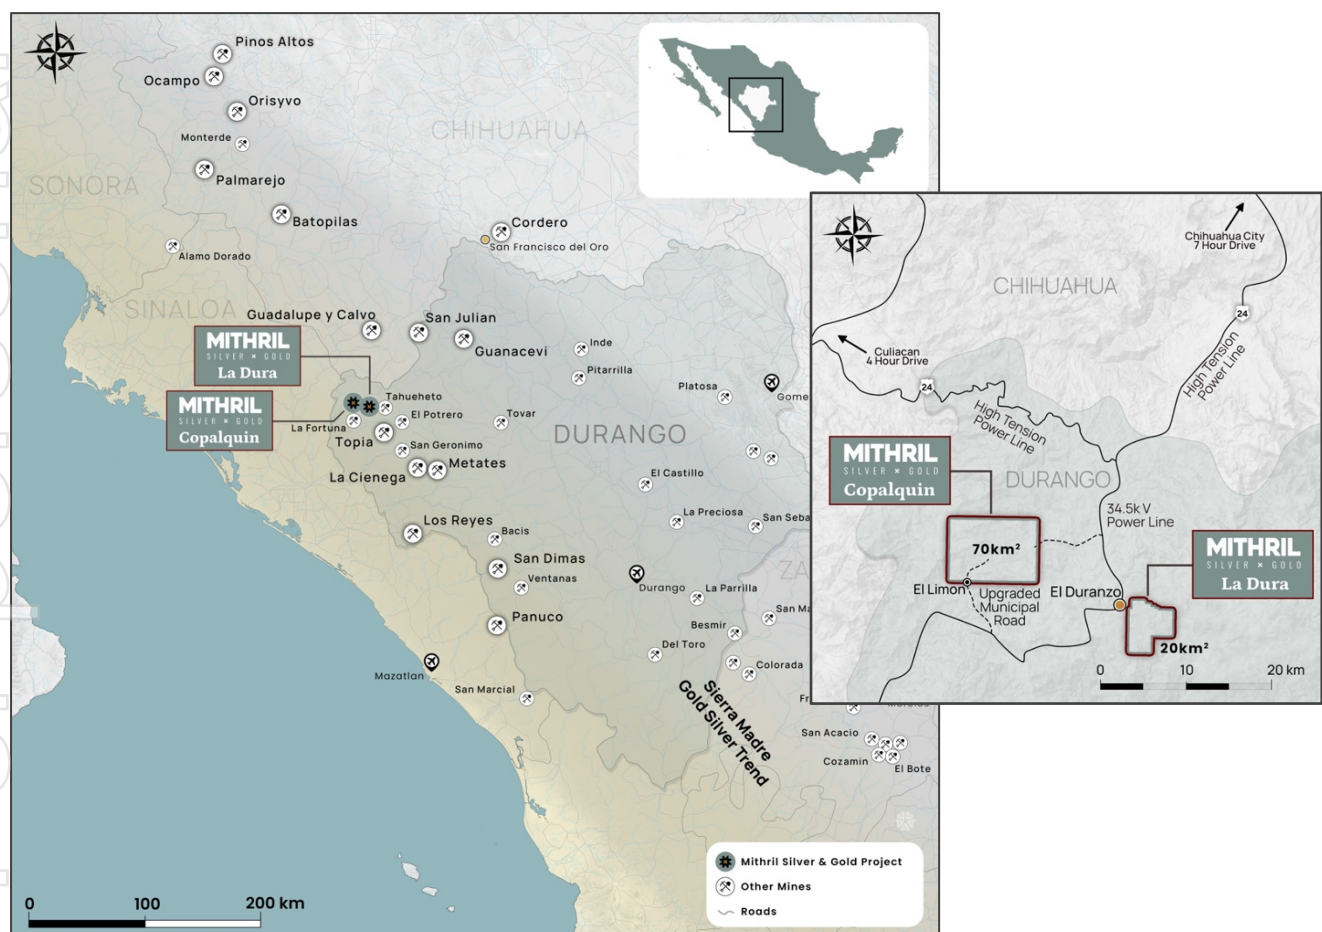 Pinos Altos
Ocampo
Orisyvo
Monterde
CHIHUAHUA
SONORA
Palmarejo
Batopilas
Cordero
San Francisco del Oro
Alamo Dorado
SINALOA
Guadalupe y Calvo
San Julian
Guanacevi
MITHRIL
SILVER GOLD
La Dura
Inde
Pitarrilla
Platosa
Gome
MITHRIL
SILVER GOLD
Copalquin
Tahueheto
La Fortuna
El Potrero
Tovar
Topia
DURANGO
San Geronimo
La Cienega
Metates
El Castillo
Los Reyes
Bacis
La Preciosa
San Seba
San Dimas
Ventanas
Durango
La Parrilla
ZA
Panuco
San Ma
Besmir
Del Toro
Colorada
Mazatlan
San Marcial
Sierra Madre
Gold Silver Trend
Fr
San Acacio
Cozamin
El Bote
Mithril Silver & Gold Project
Other Mines
Roads
0 100 200 km
Chihuahua City
7 Hour Drive
CHIHUAHUA
24
Culiacan
4 Hour Drive
24
High Tension
Power Line
High Tension
Power Line
MITHRIL
SILVER GOLD
Copalquin
DURANGO
34.5k V
Power Line
70km²
MITHRIL
SILVER GOLD
La Dura
El Limon
Upgraded
Municipal
Road
El Duranzo
20km²
0 10 20 km